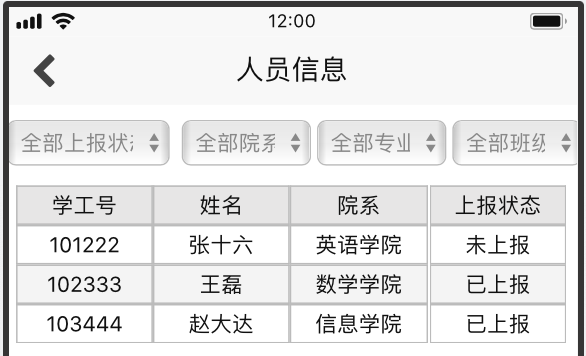 12:00
人员信息
全部上报状态 全部院系 全部专业 全部班级
学工号 姓名 院系 上报状态
101222 张十六 英语学院 未上报
102333 王磊 数学学院 已上报
103444 赵大达 信息学院 已上报